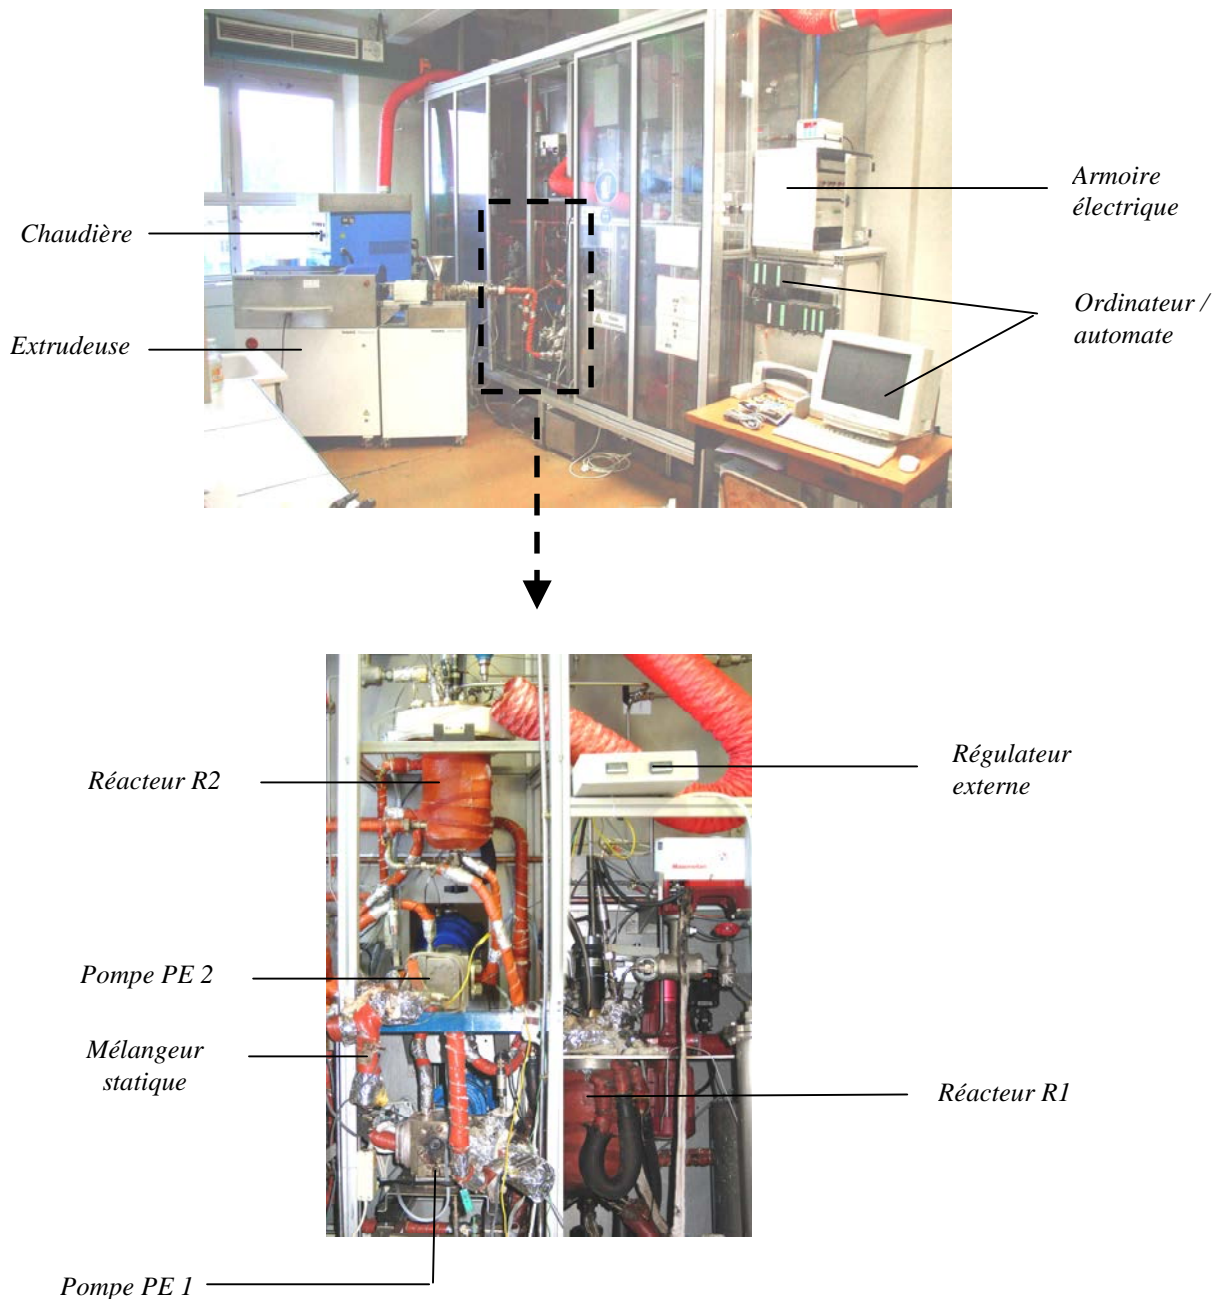 Armoire
électrique
Chaudière
Ordinateur /
automate
Extrudeuse
Régulateur
externe
Réacteur R2
Pompe PE 2
Mélangeur
statique
Réacteur R1
Pompe PE 1